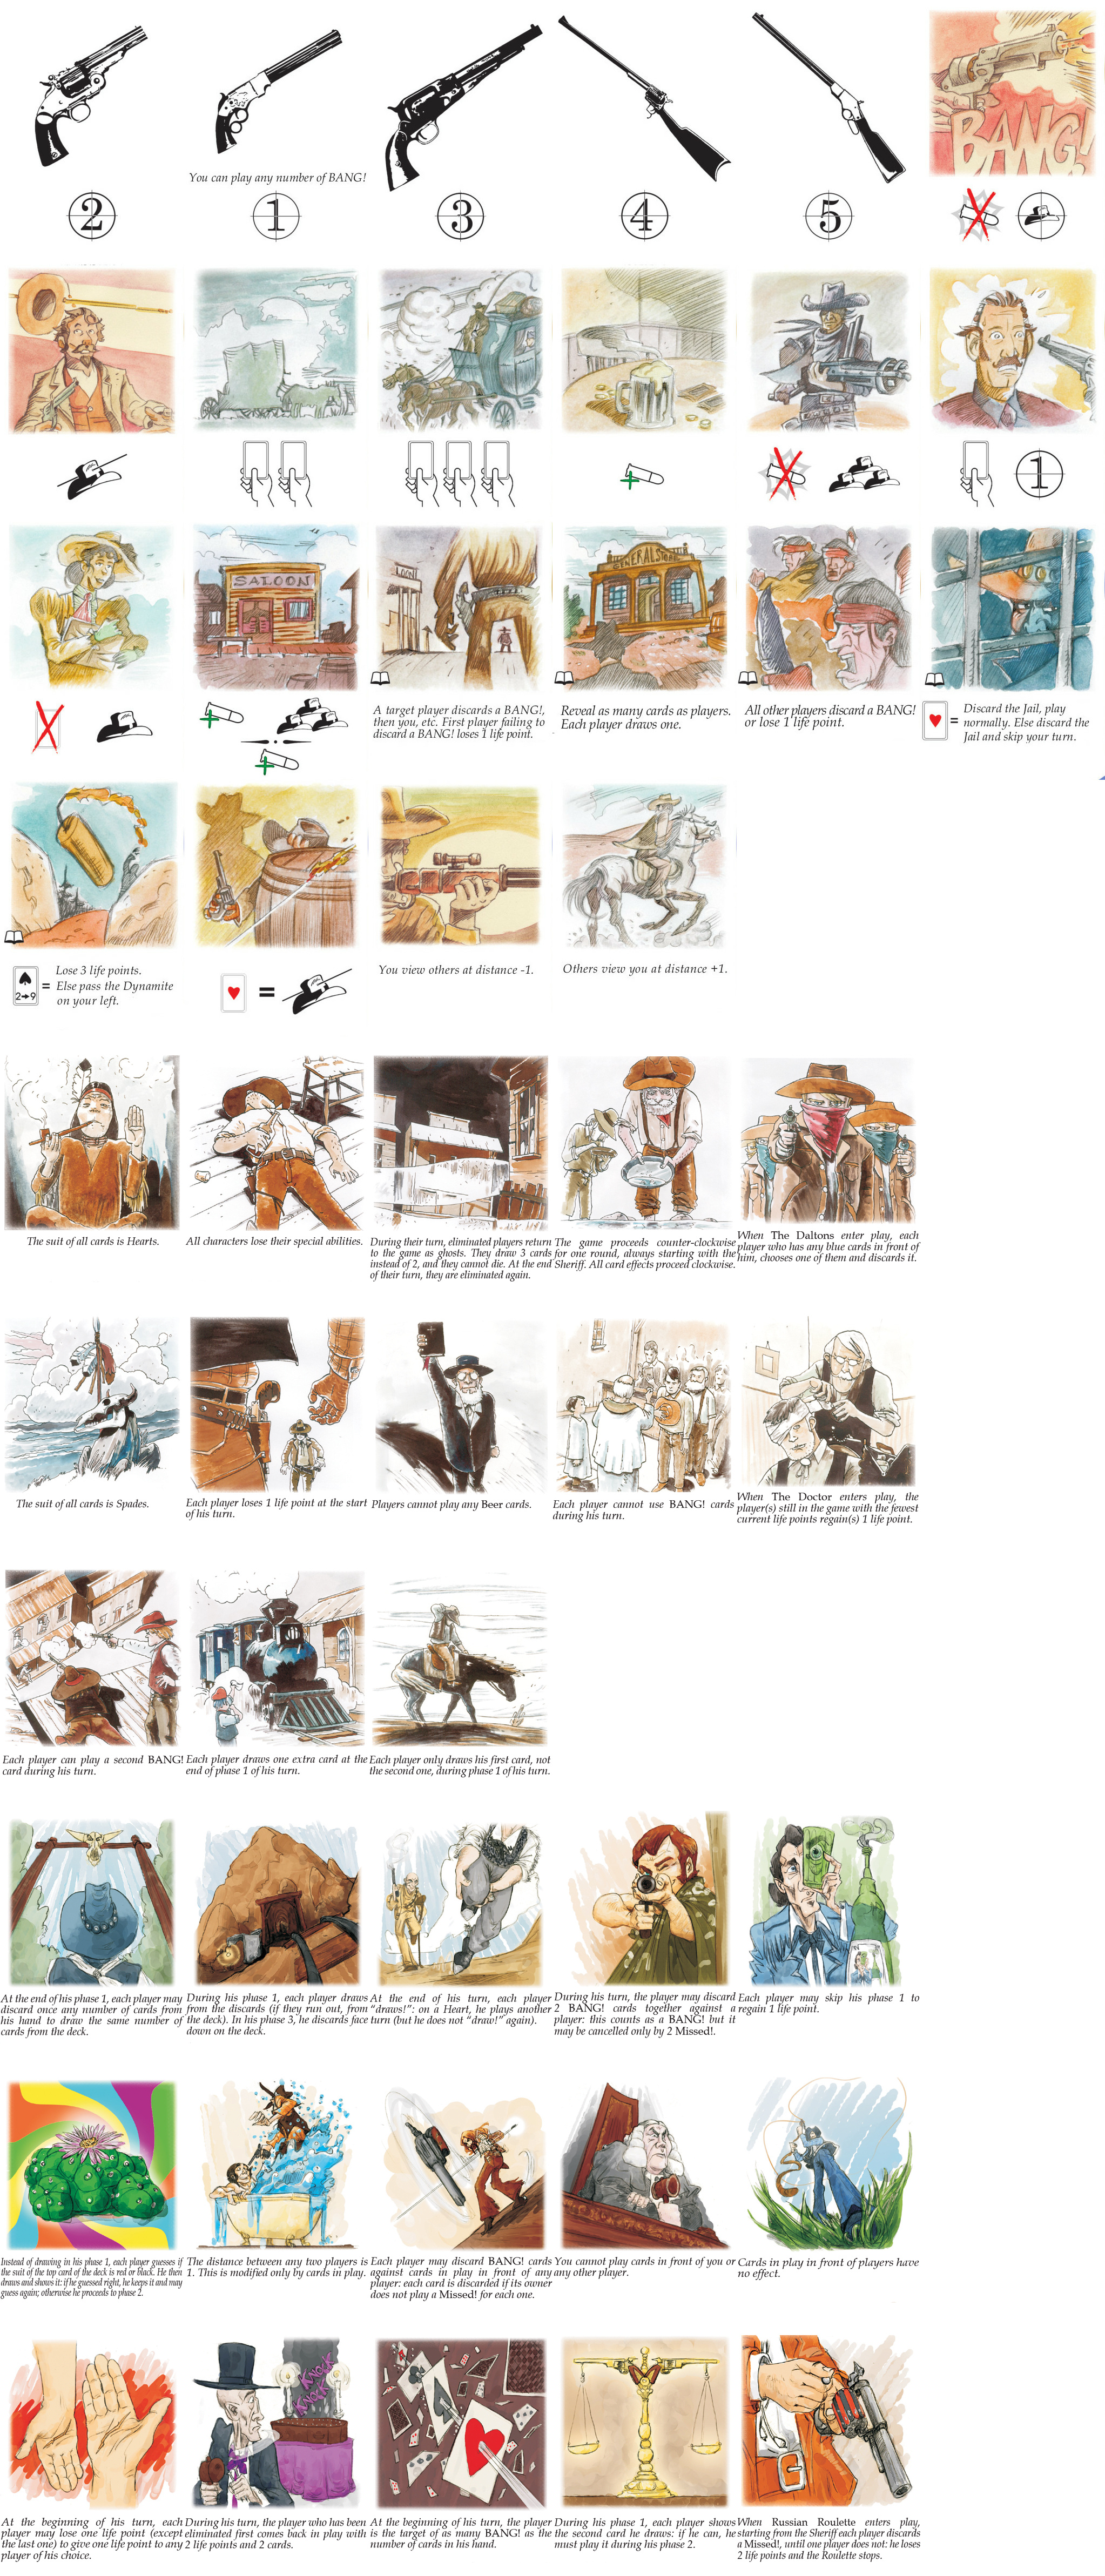 BANG!
You can play any number of BANG!
2
1
3
4
5
1
SALOON
GENERAL STORE
A target player discards a BANG!,
then you, etc. First player failing to
discard a BANG! loses 1 life point.
Reveal as many cards as players.
Each player draws one.
All other players discard a BANG!
or lose 1 life point.
= Discard the Jail, play
normally. Else discard the
Jail and skip your turn.
2➔9
= Lose 3 life points.
Else pass the Dynamite
on your left.
=
You view others at distance -1.
Others view you at distance +1.
The suit of all cards is Hearts.
All characters lose their special abilities.
During their turn, eliminated players return
to the game as ghosts. They draw 3 cards
instead of 2, and they cannot die. At the end
of their turn, they are eliminated again.
The game proceeds counter-clockwise
for one round, always starting with the
Sheriff. All card effects proceed clockwise.
When The Daltons enter play, each
player who has any blue cards in front of
him, chooses one of them and discards it.
The suit of all cards is Spades.
Each player loses 1 life point at the start
of his turn.
Players cannot play any Beer cards.
Each player cannot use BANG! cards
during his turn.
When The Doctor enters play, the
player(s) still in the game with the fewest
current life points regain(s) 1 life point.
Each player can play a second BANG!
card during his turn.
Each player draws one extra card at the
end of phase 1 of his turn.
Each player only draws his first card, not
the second one, during phase 1 of his turn.
At the end of his phase 1, each player may
discard once any number of cards from
his hand to draw the same number of
cards from the deck.
During his phase 1, each player draws
from the discards (if they run out, from
the deck). In his phase 3, he discards face
down on the deck.
At the end of his turn, each player
“draws!”: on a Heart, he plays another
turn (but he does not “draw!” again).
During his turn, the player may discard
2 BANG! cards together against a
player: this counts as a BANG! but it
may be cancelled only by 2 Missed!.
Each player may skip his phase 1 to
regain 1 life point.
Instead of drawing in his phase 1, each player guesses if
the suit of the top card of the deck is red or black. He then
draws and shows it: if he guessed right, he keeps it and may
guess again; otherwise he proceeds to phase 2.
The distance between any two players is
1. This is modified only by cards in play.
Each player may discard BANG! cards
against cards in play in front of any
player: each card is discarded if its owner
does not play a Missed! for each one.
You cannot play cards in front of you or
any other player.
Cards in play in front of players have
no effect.
KNOCK
KNOCK
At the beginning of his turn, each
player may lose one life point (except
the last one) to give one life point to any
player of his choice.
During his turn, the player who has been
eliminated first comes back in play with
2 life points and 2 cards.
At the beginning of his turn, the player
is the target of as many BANG! as the
number of cards in his hand.
During his phase 1, each player shows
the second card he draws: if he can, he
must play it during his phase 2.
When Russian Roulette enters play,
starting from the Sheriff each player discards
a Missed!, until one player does not: he loses
2 life points and the Roulette stops.